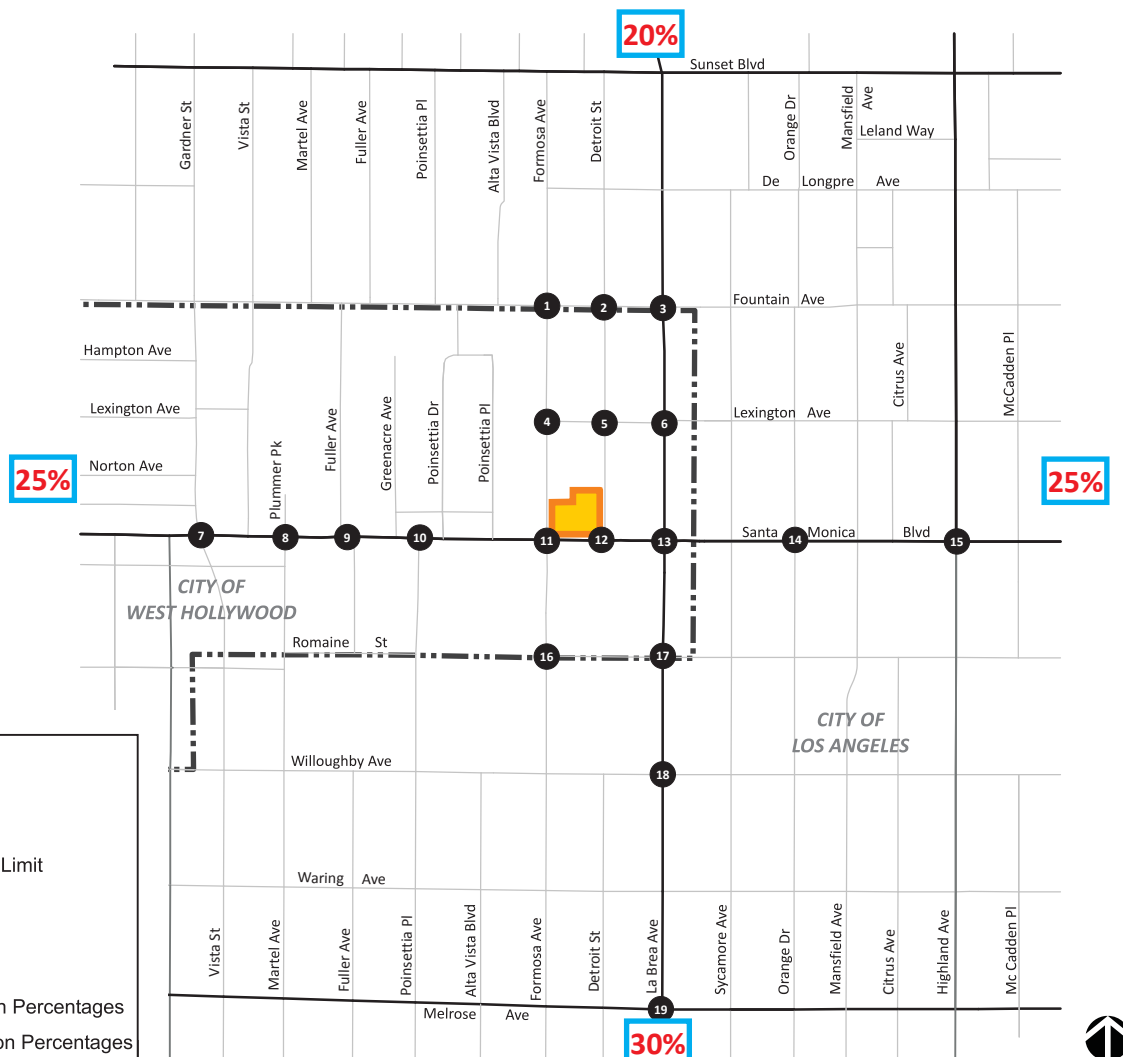 20%
Sunset Blvd
Gardner St
Vista St
Martel Ave
Fuller Ave
Poinsettia Pl
Alta Vista Blvd
Formosa Ave
Detroit St
Orange Dr
Mansfield
Ave
Leland Way
De Longpre Ave
1
2
3
Fountain Ave
Hampton Ave
Lexington Ave
Norton Ave
25%
Plummer Pk
Fuller Ave
Greenacre Ave
Poinsettia Dr
Poinsettia Pl
4
5
6
Lexington Ave
Citrus Ave
McCadden Pl
25%
7
8
9
10
11
12
13
Santa Monica Blvd
14
15
CITY OF
WEST HOLLYWOOD
Romaine St
16
17
CITY OF
LOS ANGELES
Willoughby Ave
18
Limit
Waring Ave
Vista St
Martel Ave
Fuller Ave
Poinsettia Pl
Alta Vista Blvd
Formosa Ave
Detroit St
La Brea Ave
Sycamore Ave
Orange Dr
Mansfield Ave
Citrus Ave
Highland Ave
Mc Cadden Pl
n Percentages
on Percentages
Melrose Ave
19
30%